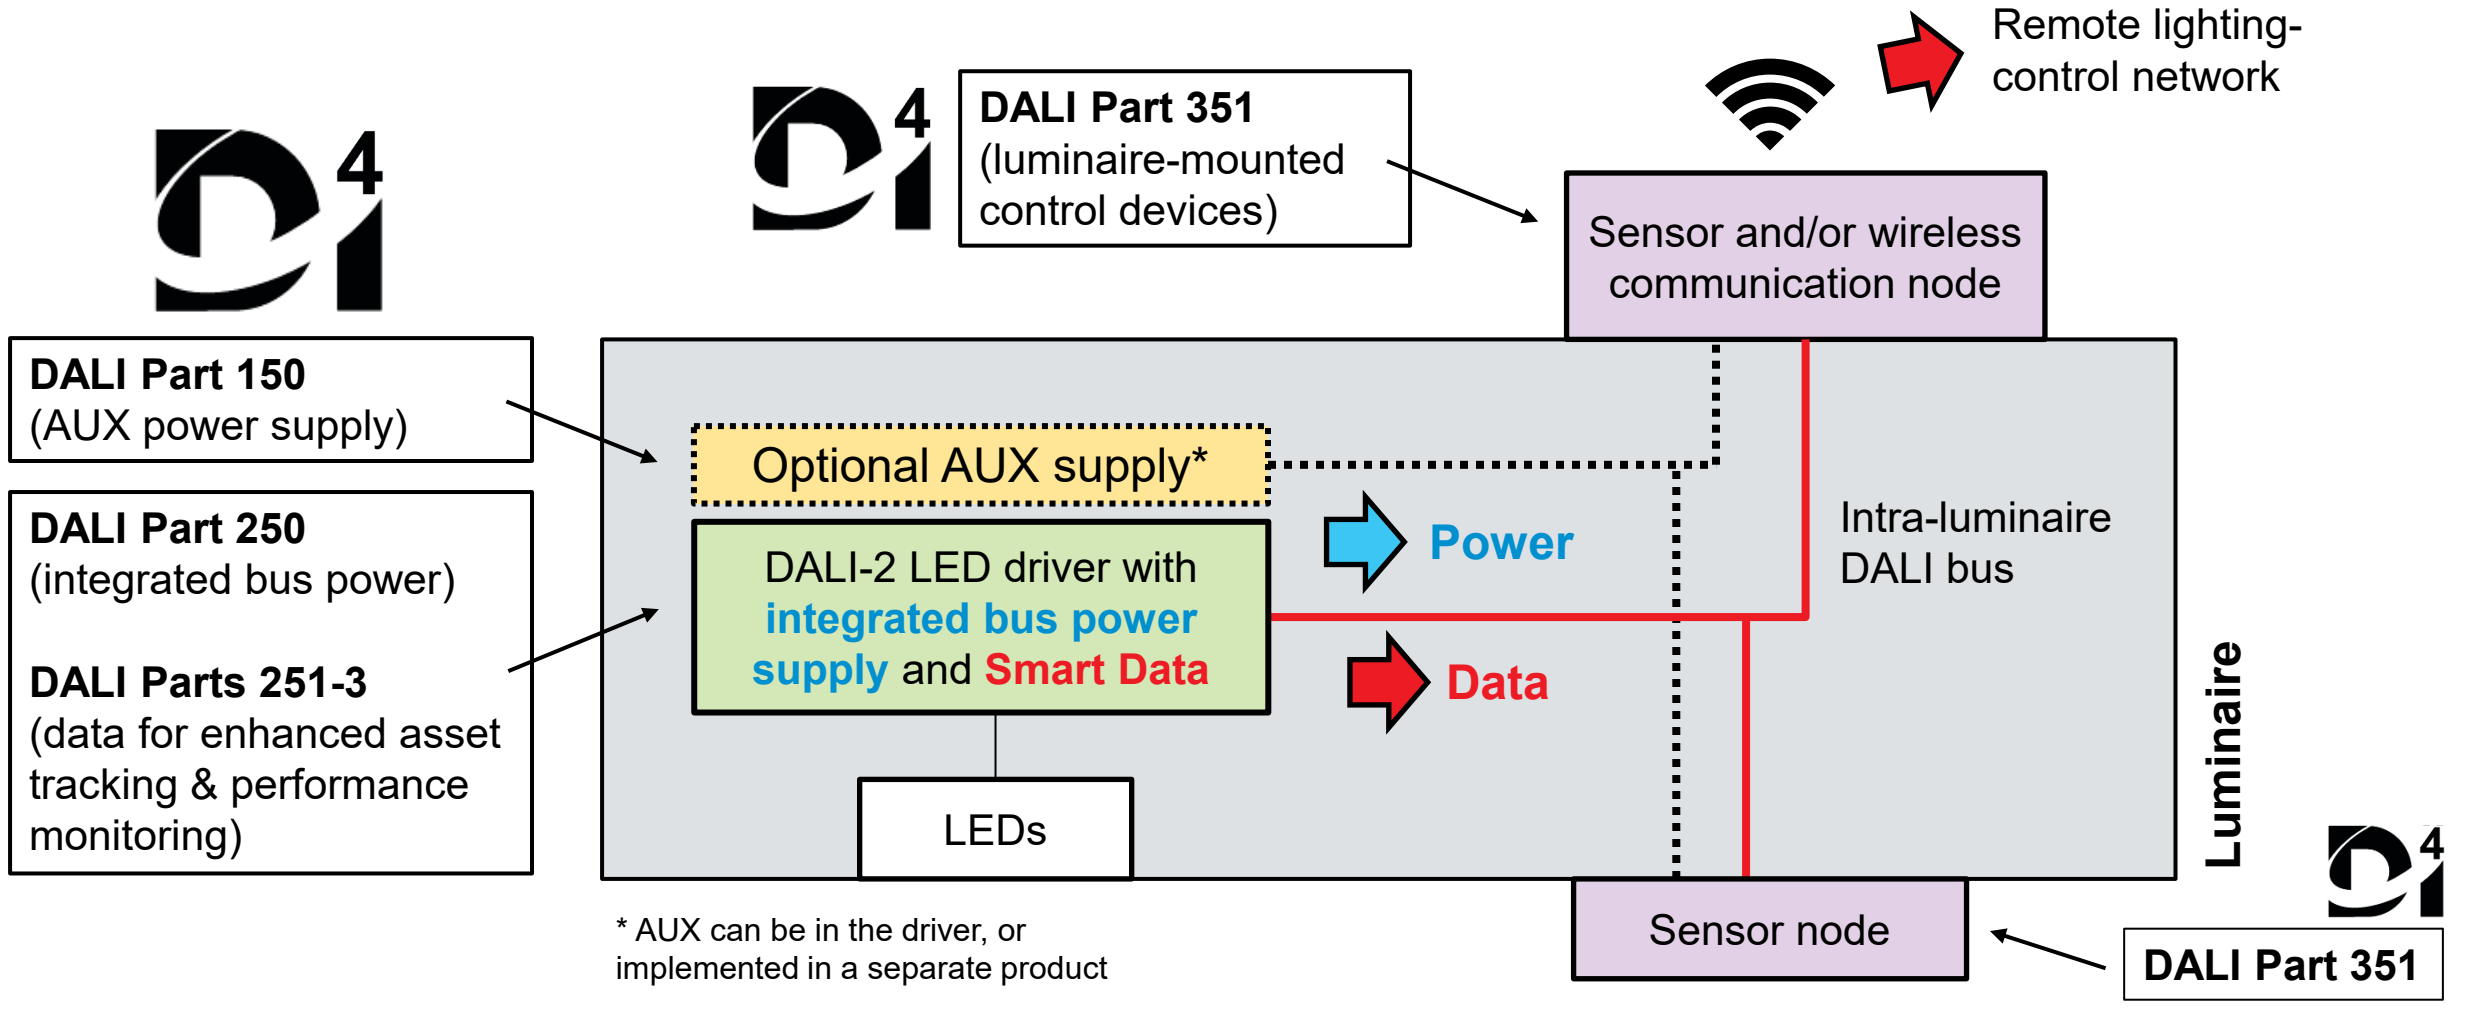 Remote lighting-
control network
D4i
DALI Part 351
(luminaire-mounted
control devices)
D4i
Sensor and/or wireless
communication node
DALI Part 150
(AUX power supply)
Optional AUX supply*
DALI Part 250
(integrated bus power)
DALI Parts 251-3
(data for enhanced asset
tracking & performance
monitoring)
DALI-2 LED driver with
integrated bus power
supply and Smart Data
Power
Data
Intra-luminaire
DALI bus
Luminaire
LEDs
* AUX can be in the driver, or
implemented in a separate product
Sensor node
D4i
DALI Part 351